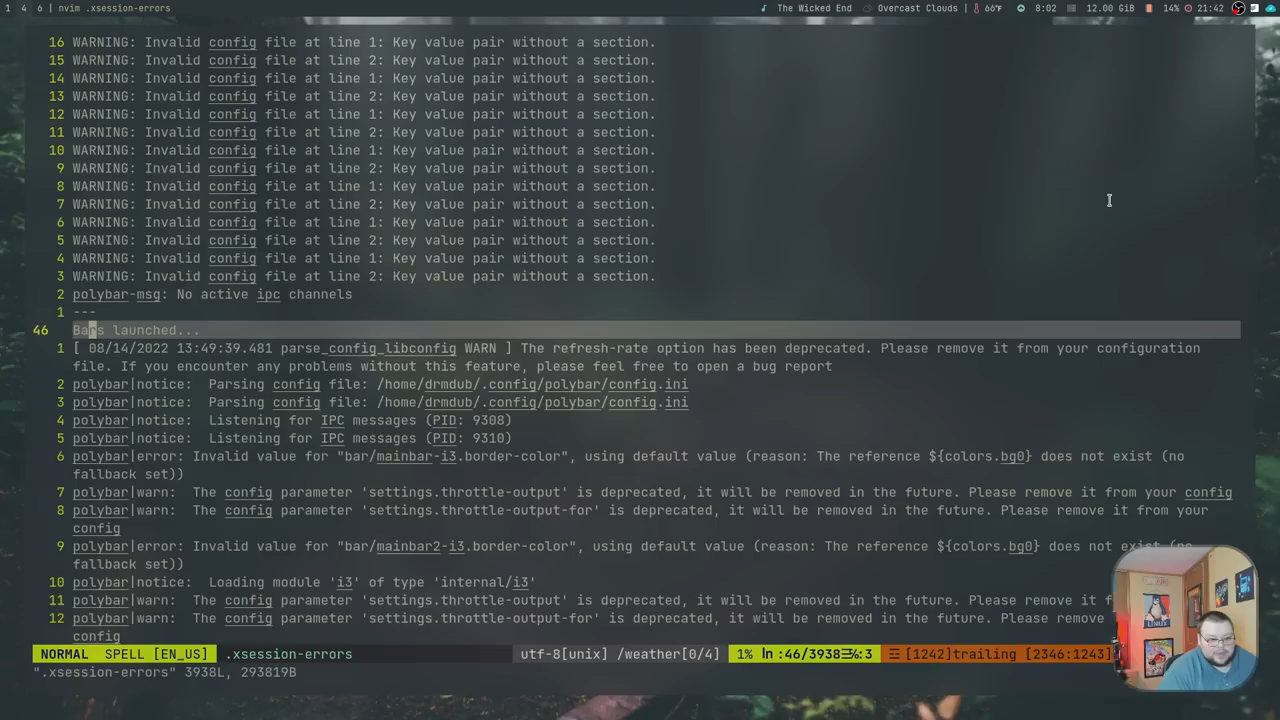 1 4 6 | nvim .xsession-errors The Wicked End Overcast Clouds 66°F 8:02 12.00 GiB 14% 21:42
16 WARNING: Invalid config file at line 1: Key value pair without a section.
15 WARNING: Invalid config file at line 2: Key value pair without a section.
14 WARNING: Invalid config file at line 1: Key value pair without a section.
13 WARNING: Invalid config file at line 2: Key value pair without a section.
12 WARNING: Invalid config file at line 1: Key value pair without a section.
11 WARNING: Invalid config file at line 2: Key value pair without a section.
10 WARNING: Invalid config file at line 1: Key value pair without a section.
9 WARNING: Invalid config file at line 2: Key value pair without a section.
8 WARNING: Invalid config file at line 1: Key value pair without a section.
7 WARNING: Invalid config file at line 2: Key value pair without a section.
6 WARNING: Invalid config file at line 1: Key value pair without a section.
5 WARNING: Invalid config file at line 2: Key value pair without a section.
4 WARNING: Invalid config file at line 1: Key value pair without a section.
3 WARNING: Invalid config file at line 2: Key value pair without a section.
2 polybar-msg: No active ipc channels
1 ---
46 Bars launched...
1 [ 08/14/2022 13:49:39.481 parse_config_libconfig WARN ] The refresh-rate option has been deprecated. Please remove it from your configuration
file. If you encounter any problems without this feature, please feel free to open a bug report
2 polybar|notice: Parsing config file: /home/drmdub/.config/polybar/config.ini
3 polybar|notice: Parsing config file: /home/drmdub/.config/polybar/config.ini
4 polybar|notice: Listening for IPC messages (PID: 9308)
5 polybar|notice: Listening for IPC messages (PID: 9310)
6 polybar|error: Invalid value for "bar/mainbar-i3.border-color", using default value (reason: The reference ${colors.bg0} does not exist (no
fallback set))
7 polybar|warn: The config parameter 'settings.throttle-output' is deprecated, it will be removed in the future. Please remove it from your config
8 polybar|warn: The config parameter 'settings.throttle-output-for' is deprecated, it will be removed in the future. Please remove it from your
config
9 polybar|error: Invalid value for "bar/mainbar2-i3.border-color", using default value (reason: The reference ${colors.bg0} does not exist (no
fallback set))
10 polybar|notice: Loading module 'i3' of type 'internal/i3'
11 polybar|warn: The config parameter 'settings.throttle-output' is deprecated, it will be removed in the future. Please remove it f
12 polybar|warn: The config parameter 'settings.throttle-output-for' is deprecated, it will be removed in the future. Please remove
config
NORMAL SPELL [EN_US] .xsession-errors utf-8[unix] /weather[0/4] 1% ln :46/3938 ℅:3 [1242]trailing [2346:1243]
".xsession-errors" 3938L, 293819B
LINUX